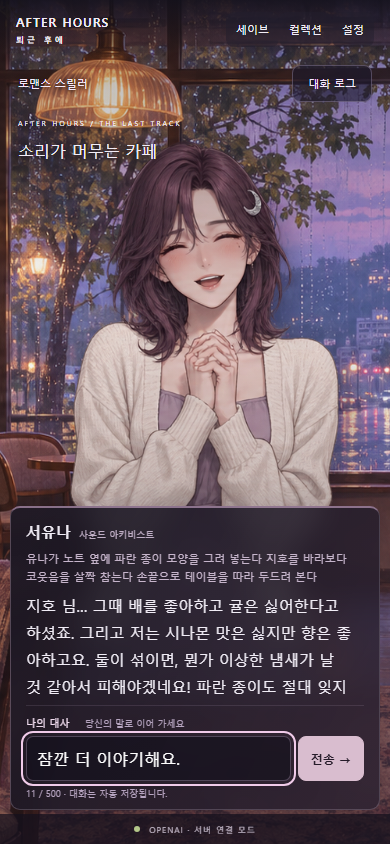 AFTER HOURS
퇴근 후에
세이브 컬렉션 설정
로맨스 스릴러
대화 로그
AFTER HOURS / THE LAST TRACK
소리가 머무는 카페
서유나 사운드 아키비스트
유나가 노트 옆에 파란 종이 모양을 그려 넣는다 지호를 바라보다
코웃음을 살짝 참는다 손끝으로 테이블을 따라 두드려 본다
지호 님... 그때 배를 좋아하고 귤은 싫어한다고
하셨죠. 그리고 저는 시나몬 맛은 싫지만 향은 좋
아하고요. 둘이 섞이면, 뭔가 이상한 냄새가 날
것 같아서 피해야겠네요! 파란 종이도 절대 잊지
나의 대사 당신의 말로 이어 가세요
잠깐 더 이야기해요.
전송 →
11 / 500 · 대화는 자동 저장됩니다.
OPENAI · 서버 연결 모드